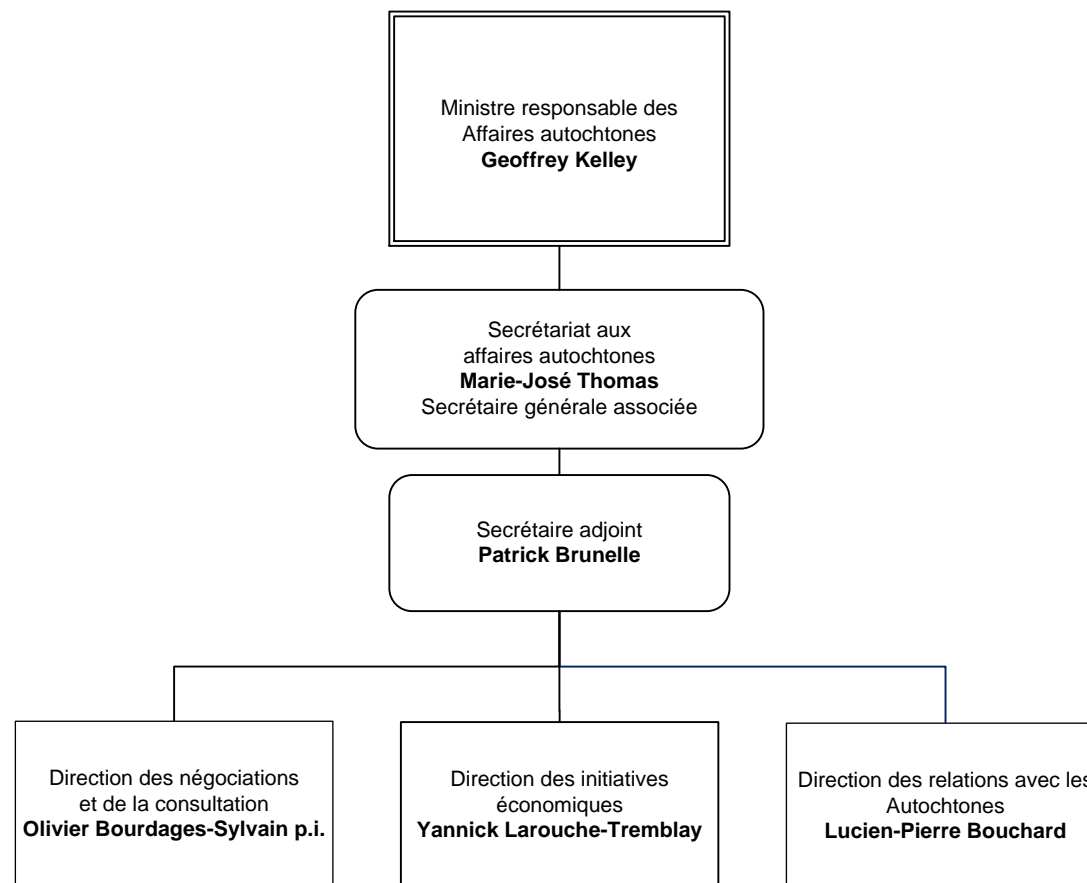 Ministre responsable des
Affaires autochtones
Geoffrey Kelley
Secrétariat aux
affaires autochtones
Marie-José Thomas
Secrétaire générale associée
Secrétaire adjoint
Patrick Brunelle
Direction des négociations
et de la consultation
Olivier Bourdages-Sylvain p.i.
Direction des initiatives
économiques
Yannick Larouche-Tremblay
Direction des relations avec les
Autochtones
Lucien-Pierre Bouchard